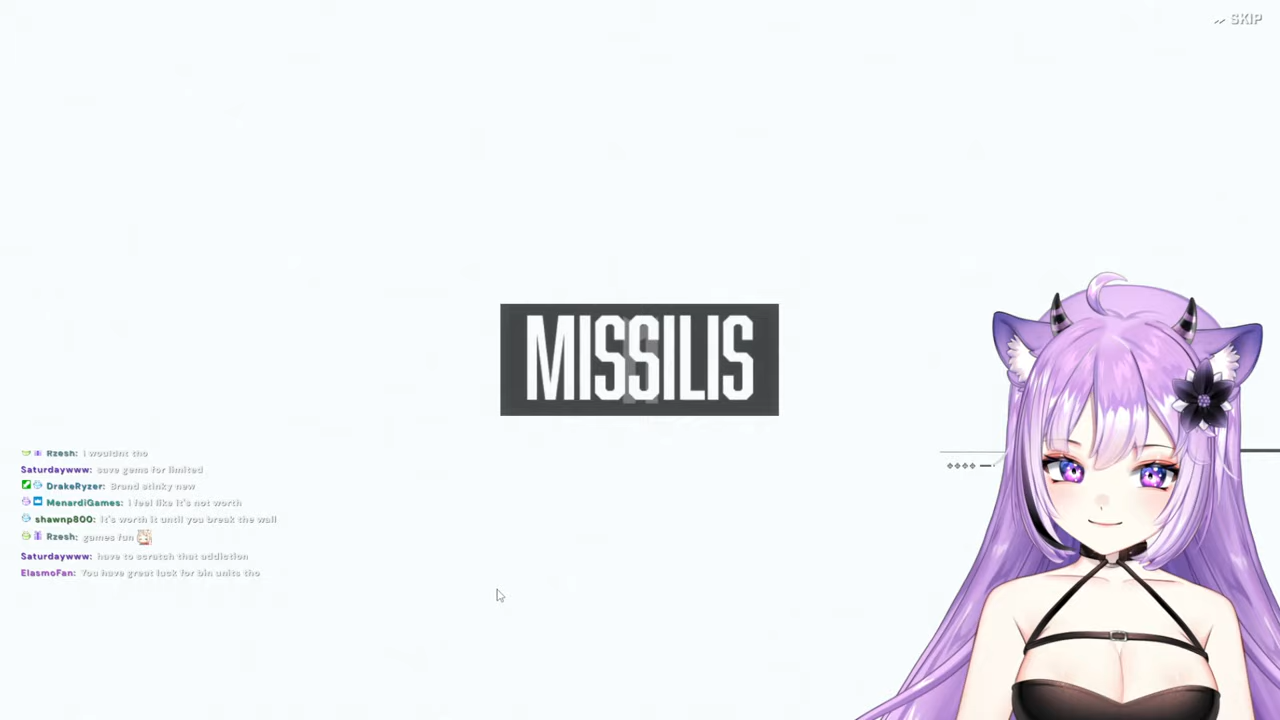 SKIP
MISSILIS
Rzesh: i wouldnt tho
Saturdaywww: save gems for limited
DrakeRyzer: Brand stinky new
MenardiGames: i feel like it's not worth
shawnp800: It's worth it until you break the wall
Rzesh: games fun
Saturdaywww: have to scratch that addiction
ElasmoFan: You have great luck for bin units tho